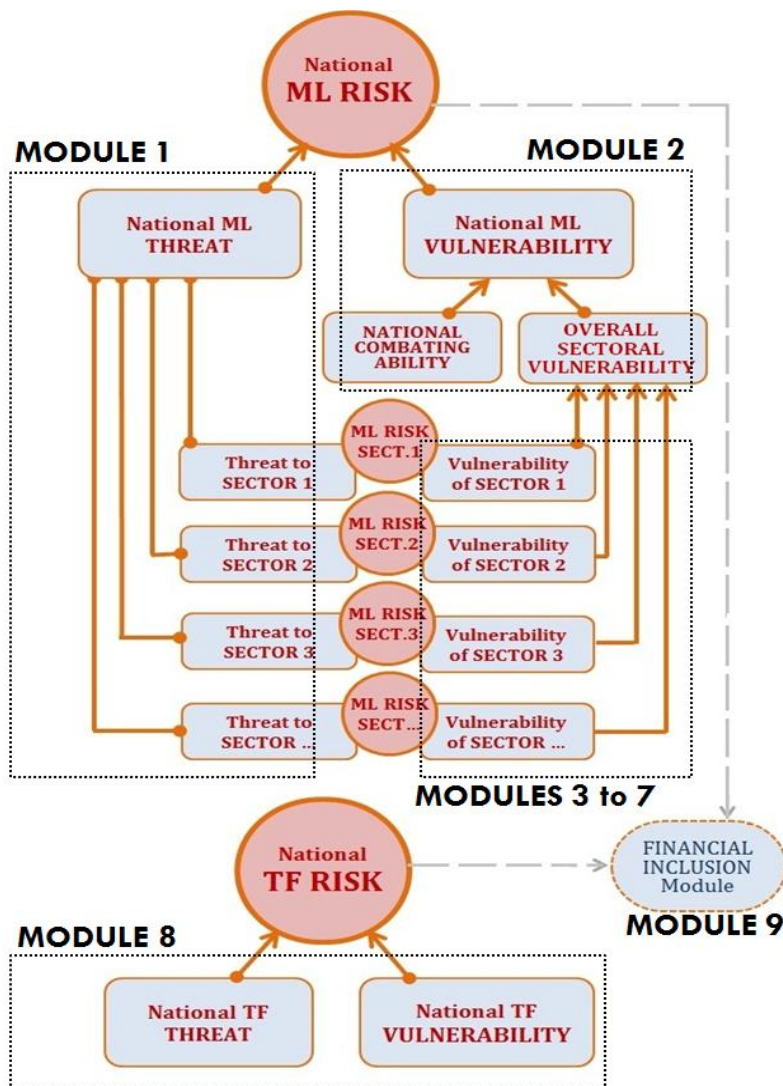 National
ML RISK
MODULE 1
MODULE 2
National ML
THREAT
National ML
VULNERABILITY
NATIONAL
COMBATING
ABILITY
OVERALL
SECTORAL
VULNERABILITY
Threat to
SECTOR 1
ML RISK
SECT.1
Vulnerability
of SECTOR 1
Threat to
SECTOR 2
ML RISK
SECT.2
Vulnerability
of SECTOR 2
Threat to
SECTOR 3
ML RISK
SECT.3
Vulnerability
of SECTOR 3
Threat to
SECTOR ...
ML RISK
SECT...
Vulnerability
of SECTOR ...
MODULES 3 to 7
National
TF RISK
FINANCIAL
INCLUSION
Module
MODULE 9
MODULE 8
National TF
THREAT
National TF
VULNERABILITY